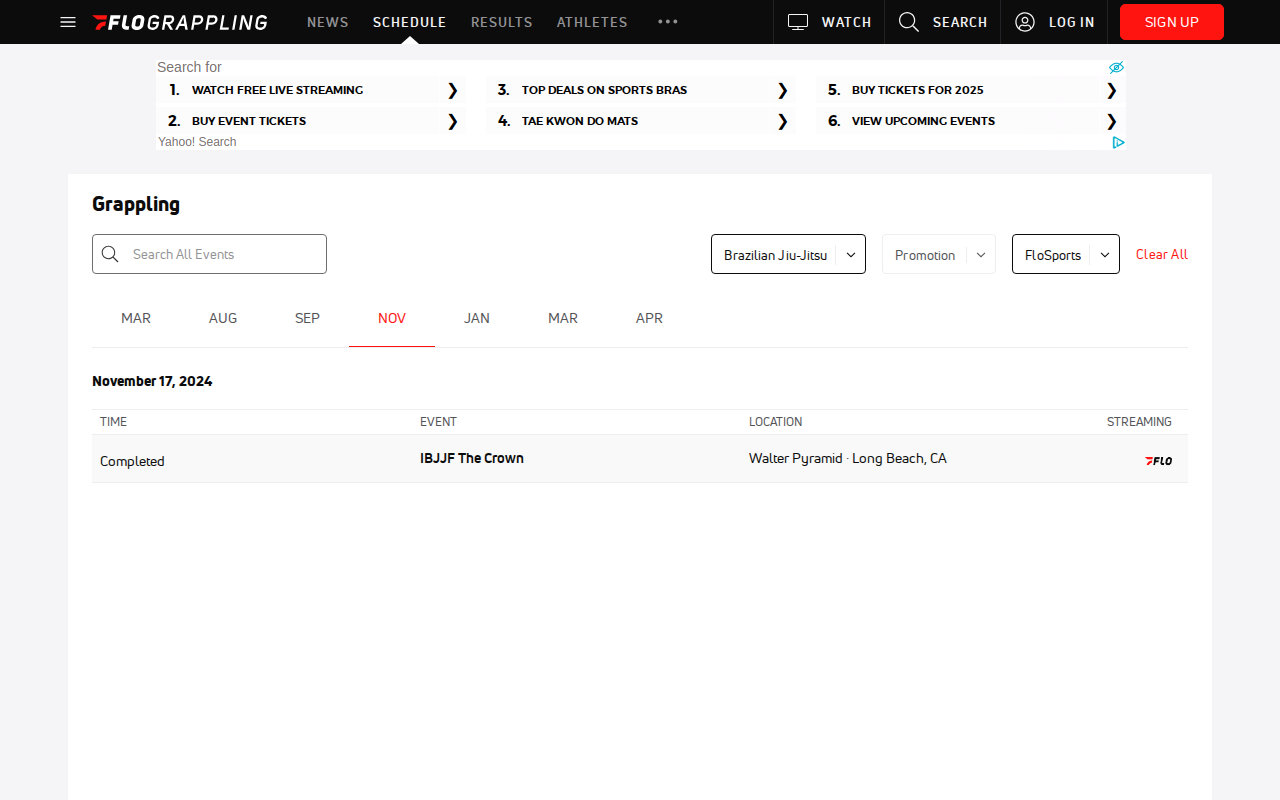 FLOGRAPPLING NEWS SCHEDULE RESULTS ATHLETES ••• WATCH SEARCH LOG IN SIGN UP
Search for
1. WATCH FREE LIVE STREAMING ❯ 3. TOP DEALS ON SPORTS BRAS ❯ 5. BUY TICKETS FOR 2025 ❯
2. BUY EVENT TICKETS ❯ 4. TAE KWON DO MATS ❯ 6. VIEW UPCOMING EVENTS ❯
Yahoo! Search
Grappling
Search All Events Brazilian Jiu-Jitsu Promotion FloSports Clear All
MAR AUG SEP NOV JAN MAR APR
November 17, 2024
TIME EVENT LOCATION STREAMING
Completed IBJJF The Crown Walter Pyramid · Long Beach, CA FLO